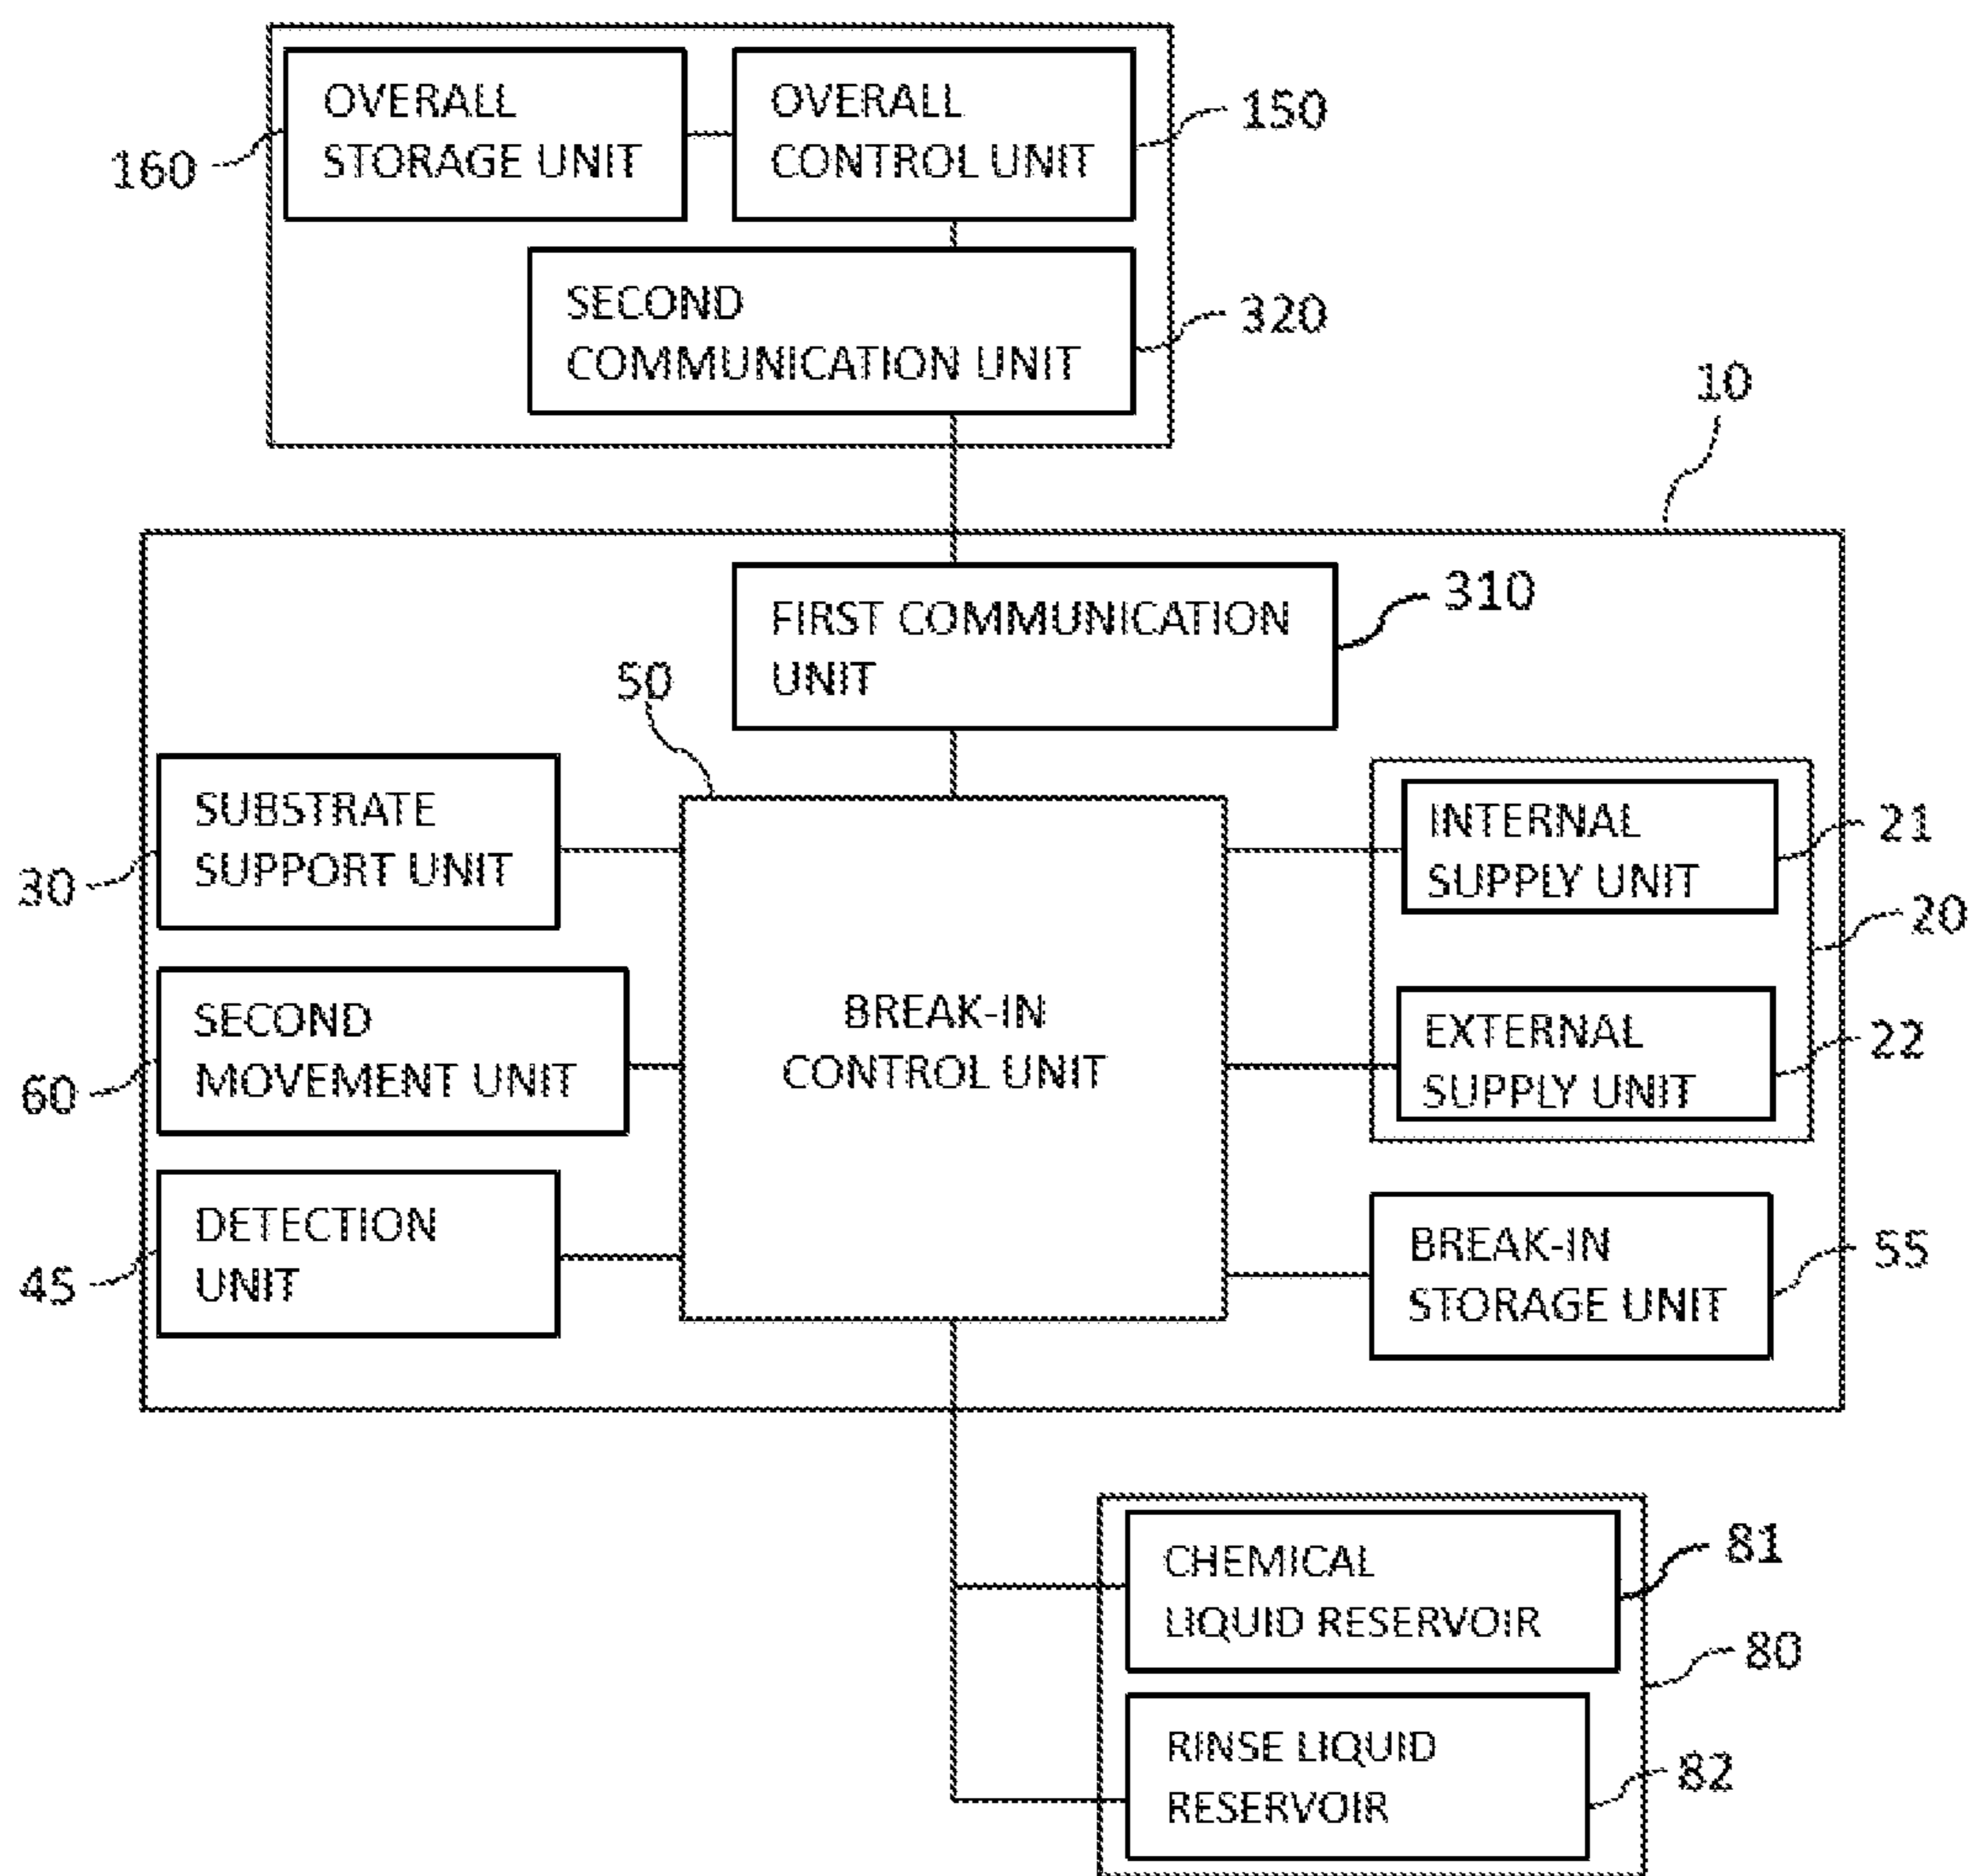 OVERALL
STORAGE UNIT
160
OVERALL
CONTROL UNIT
150
SECOND
COMMUNICATION UNIT
320
10
FIRST COMMUNICATION
UNIT
310
50
SUBSTRATE
SUPPORT UNIT
30
INTERNAL
SUPPLY UNIT
21
20
SECOND
MOVEMENT UNIT
60
BREAK-IN
CONTROL UNIT
EXTERNAL
SUPPLY UNIT
22
DETECTION
UNIT
45
BREAK-IN
STORAGE UNIT
55
CHEMICAL
LIQUID RESERVOIR
81
80
RINSE LIQUID
RESERVOIR
82